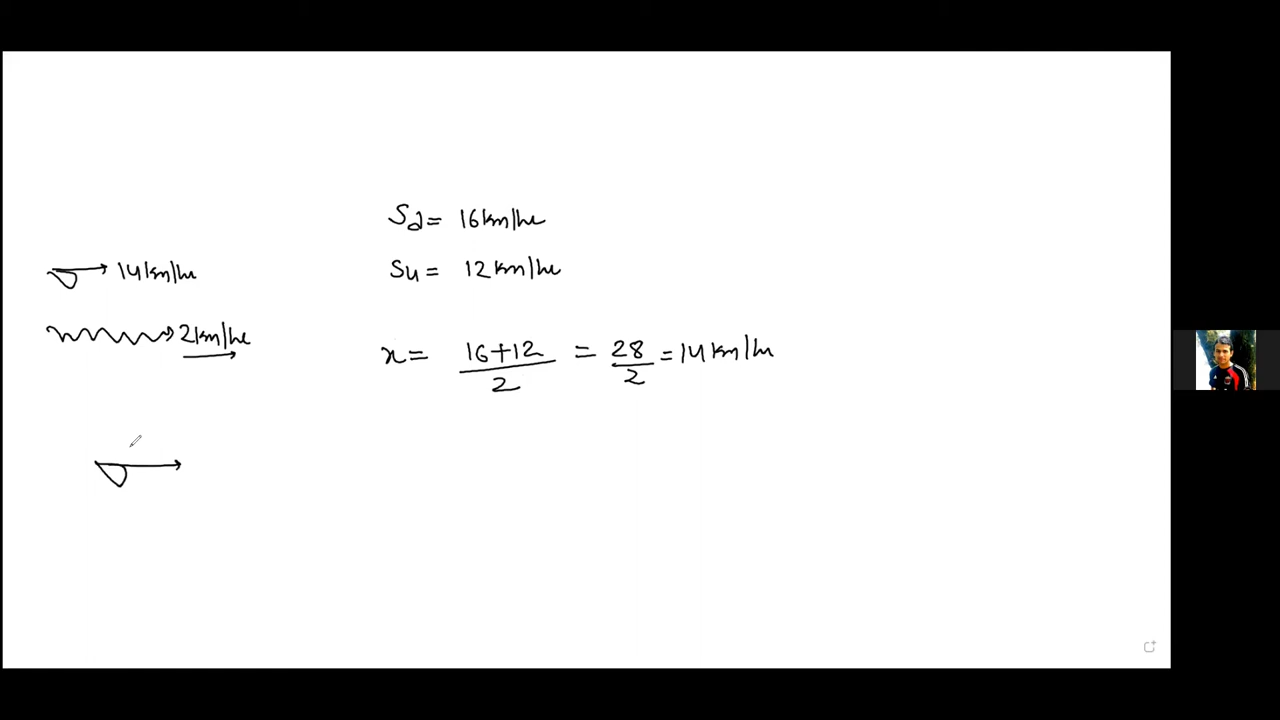 14km/hr
2km/hr
Sd= 16km/hr
Su= 12km/hr
x= 16+12/2 = 28/2 =14km/hr